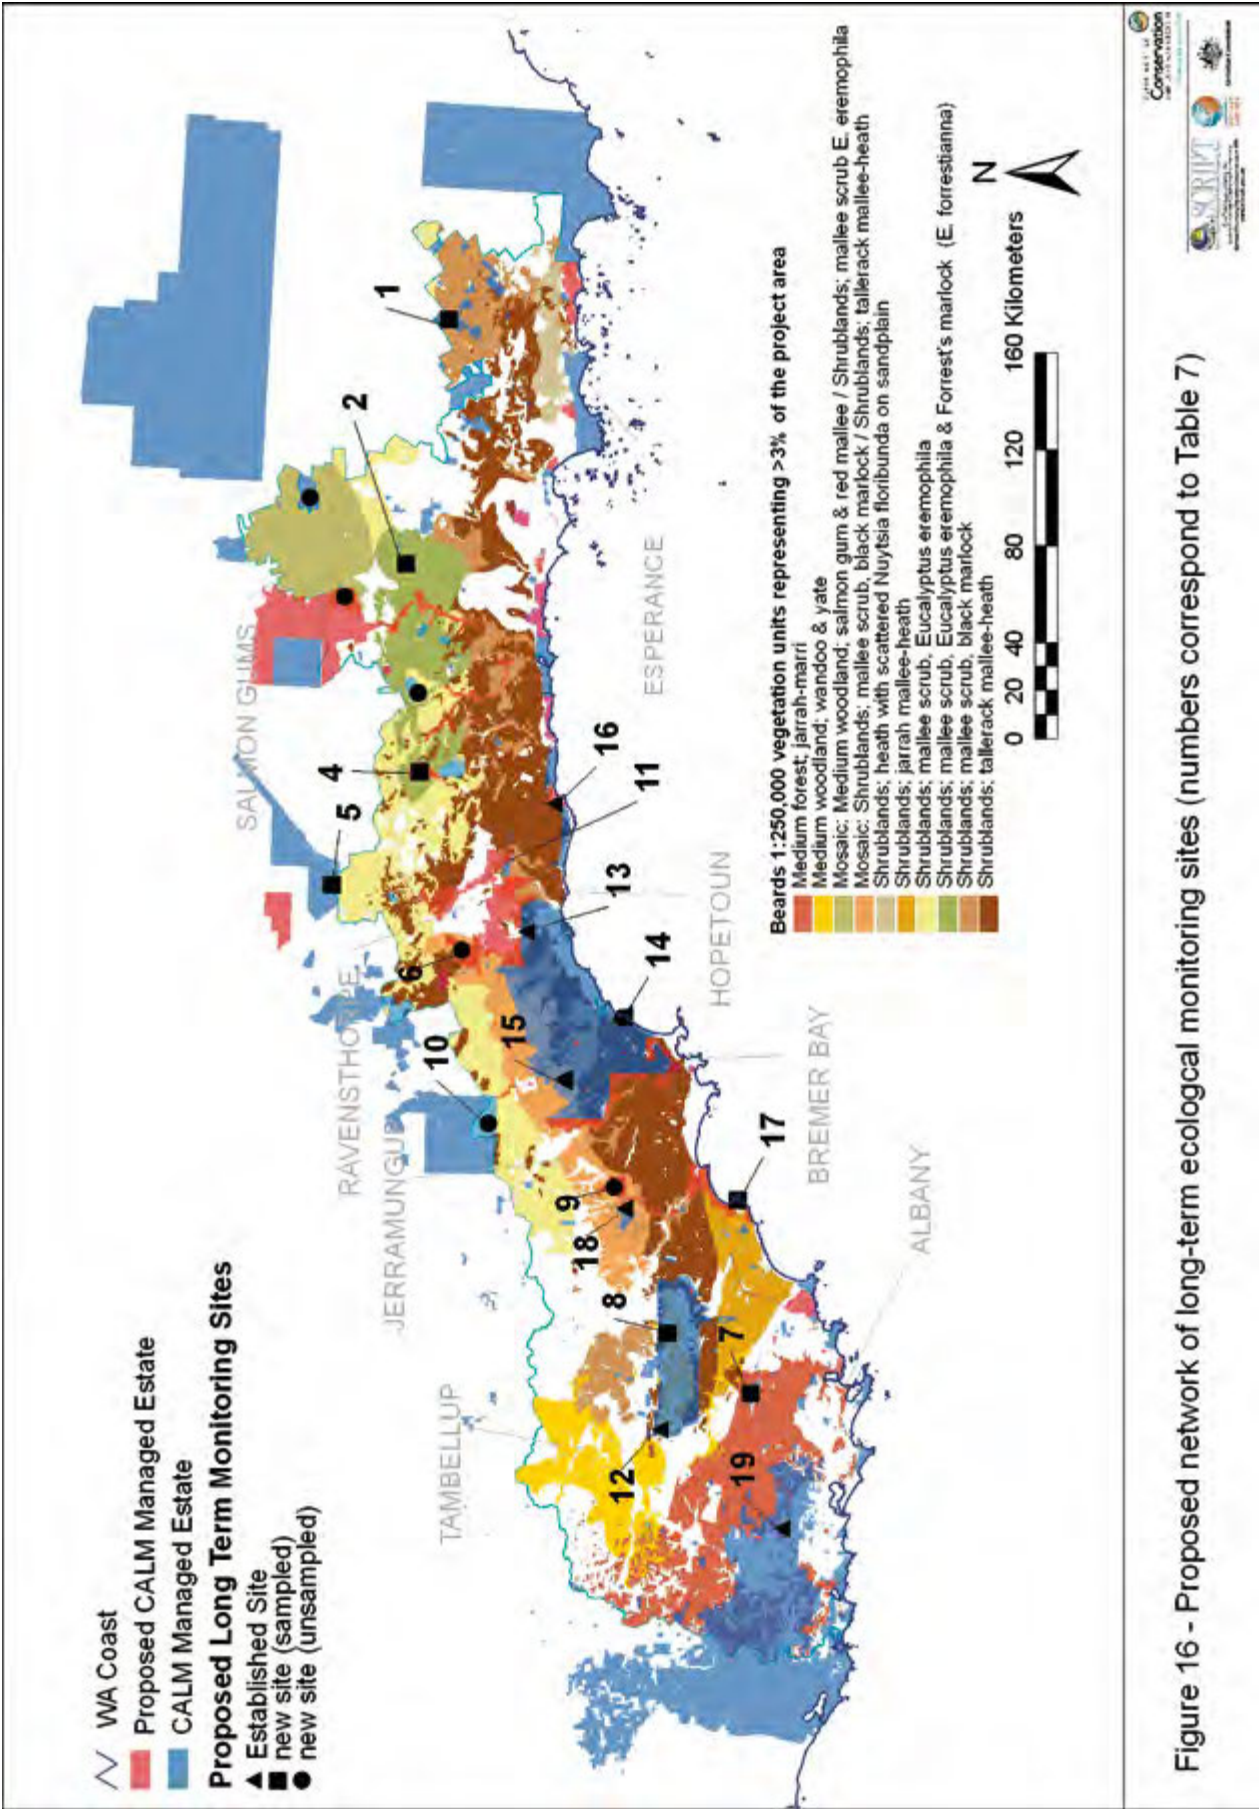 WA Coast
Proposed CALM Managed Estate
CALM Managed Estate
Proposed Long Term Monitoring Sites
Established Site
new site (sampled)
new site (unsampled)
TAMBELLUP
JERRAMUNGUP
RAVENSTHORPE
SALMON GUMS
ALBANY
BREMER BAY
HOPETOUN
ESPERANCE
12
19
7
8
18
9
17
10
15
14
6
13
11
16
5
4
2
1
Beards 1:250,000 vegetation units representing >3% of the project area
Medium forest; jarrah-marri
Medium woodland; wandoo & yate
Mosaic: Medium woodland; salmon gum & red mallee / Shrublands; mallee scrub E. eremophila
Mosaic: Shrublands; mallee scrub, black marlock / Shrublands; tallerack mallee-heath
Shrublands; heath with scattered Nuytsia floribunda on sandplain
Shrublands; jarrah mallee-heath
Shrublands; mallee scrub, Eucalyptus eremophila
Shrublands; mallee scrub, Eucalyptus eremophila & Forrest's marlock (E. forrestianna)
Shrublands; mallee scrub, black marlock
Shrublands; tallerack mallee-heath
0 20 40 80 120 160 Kilometers
N
Figure 16 - Proposed network of long-term ecologcal monitoring sites (numbers correspond to Table 7)
SCRIPT
Conservation